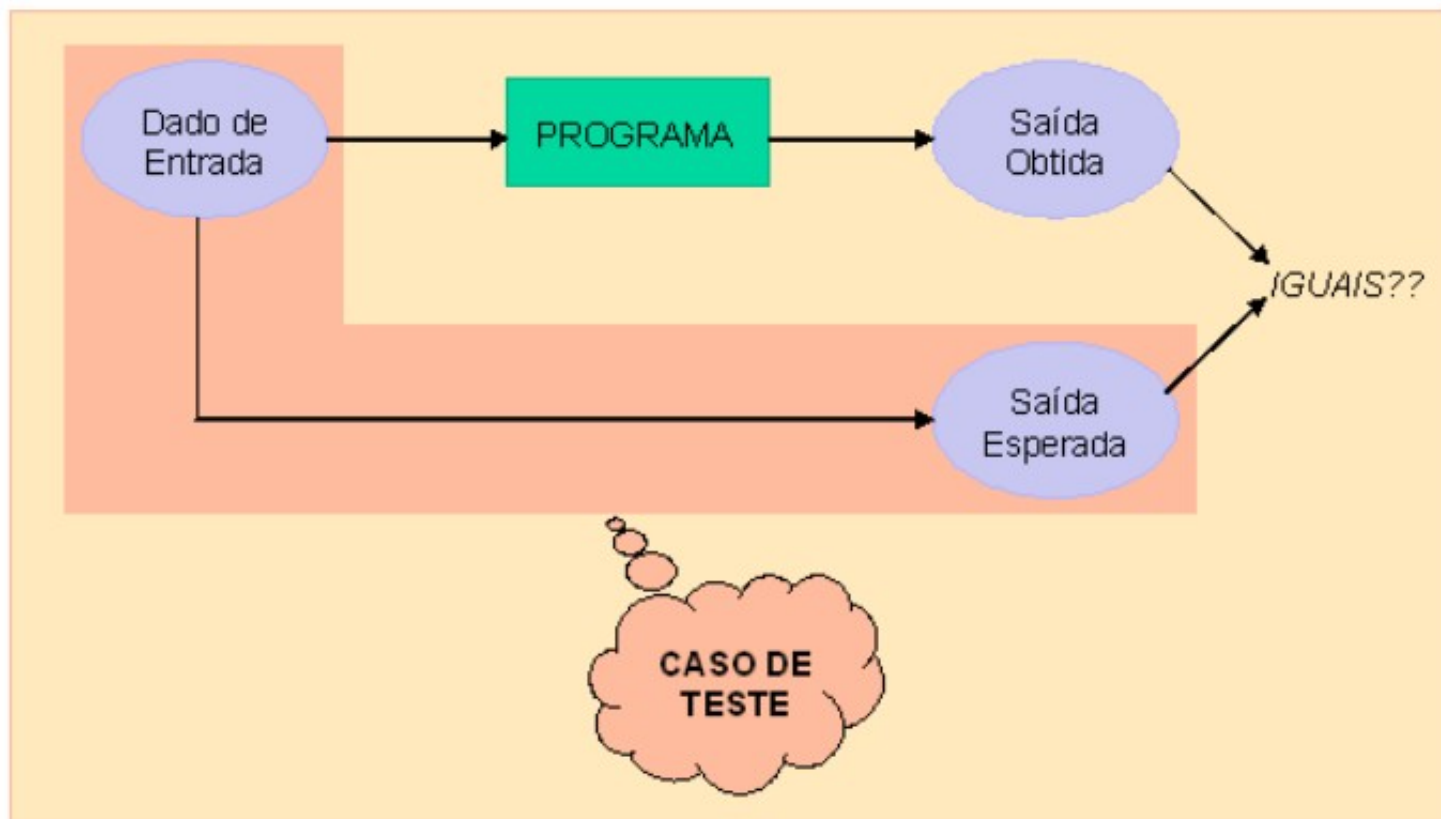 Dado de
Entrada
PROGRAMA
Saída
Obtida
IGUAIS??
Saída
Esperada
CASO DE
TESTE